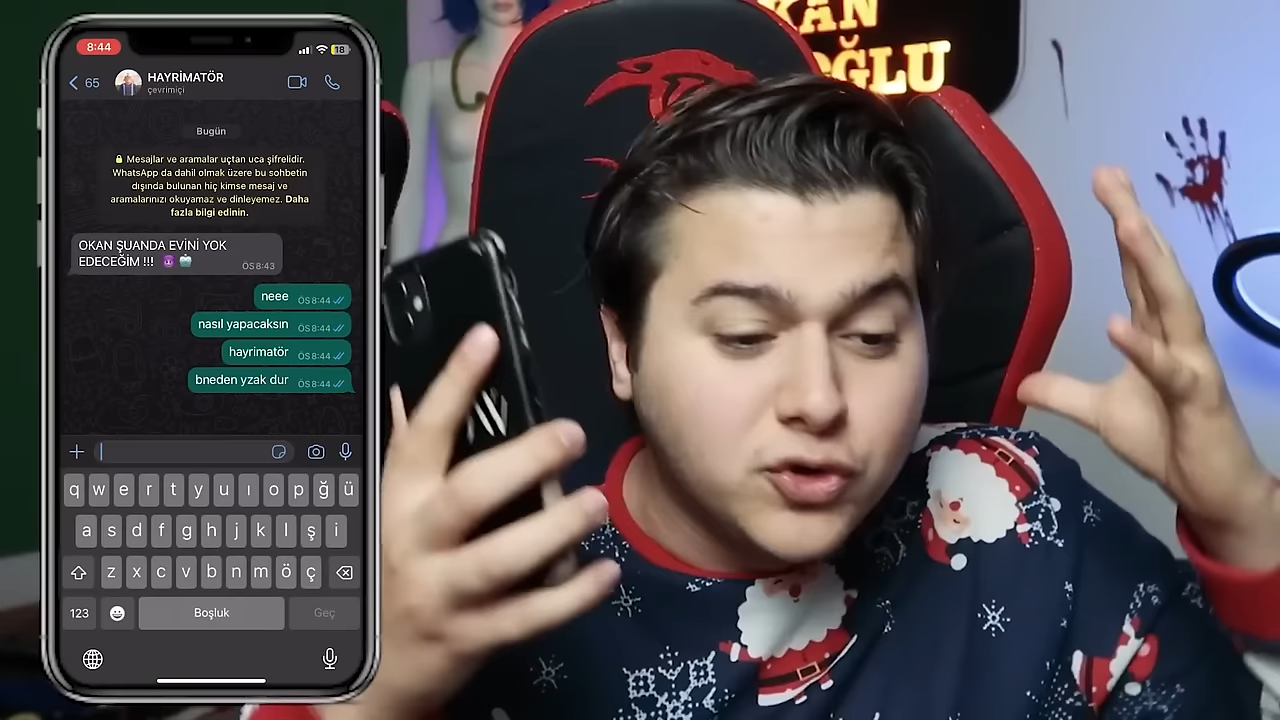 8:44
18
65
HAYRİMATÖR
çevrimiçi
Bugün
Mesajlar ve aramalar uçtan uca şifrelidir.
WhatsApp da dahil olmak üzere bu sohbetin
dışında bulunan hiç kimse mesaj ve
aramalarınızı okuyamaz ve dinleyemez. Daha
fazla bilgi edinin.
OKAN ŞUANDA EVİNİ YOK
EDECEĞİM !!! 😈🤖
ÖS 8:43
neee ÖS 8:44
nasıl yapacaksın ÖS 8:44
hayrimatör ÖS 8:44
bneden yzak dur ÖS 8:44
q w e r t y u ı o p ğ ü
a s d f g h j k l ş i
z x c v b n m ö ç
123 Boşluk Geç
KAN
OĞLU